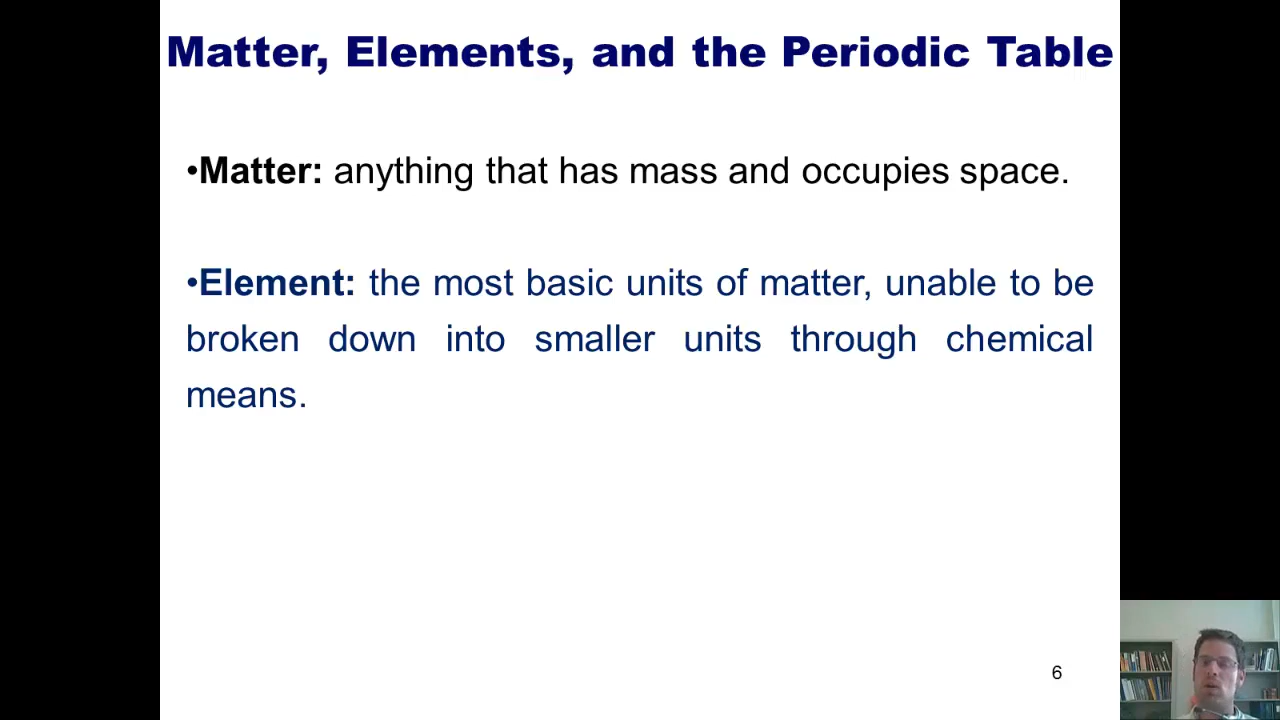 Matter, Elements, and the Periodic Table
•Matter: anything that has mass and occupies space.
•Element: the most basic units of matter, unable to be
broken down into smaller units through chemical
means.
6